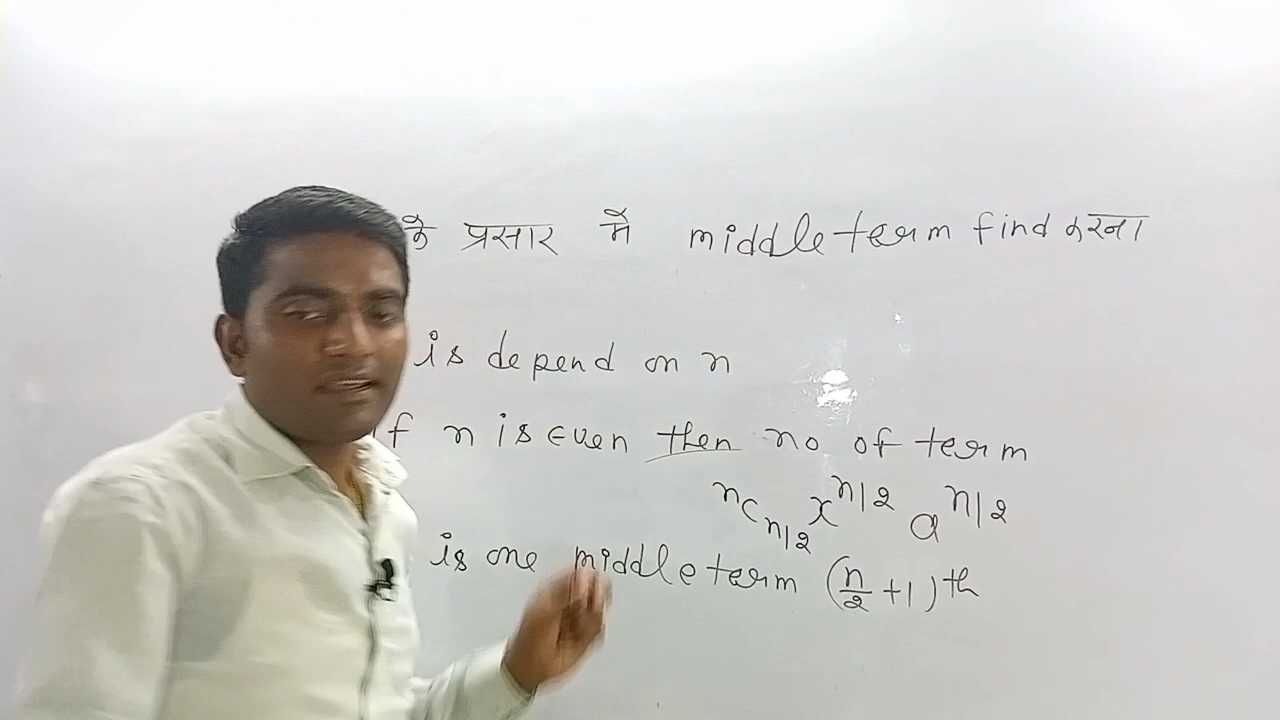 के प्रसार में middle term find करना
is depend on n
f n is even then no of term
ⁿC_{n/2} x^{n/2} a^{n/2}
is one middle term (n/2 + 1)th